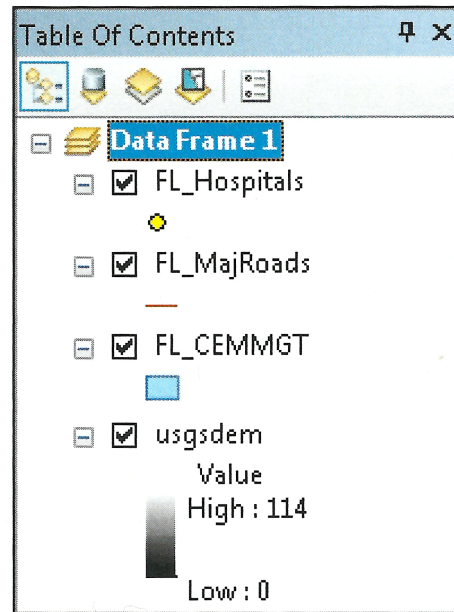 Table Of Contents
Data Frame 1
FL_Hospitals
FL_MajRoads
FL_CEMMGT
usgsdem
Value
High : 114
Low : 0